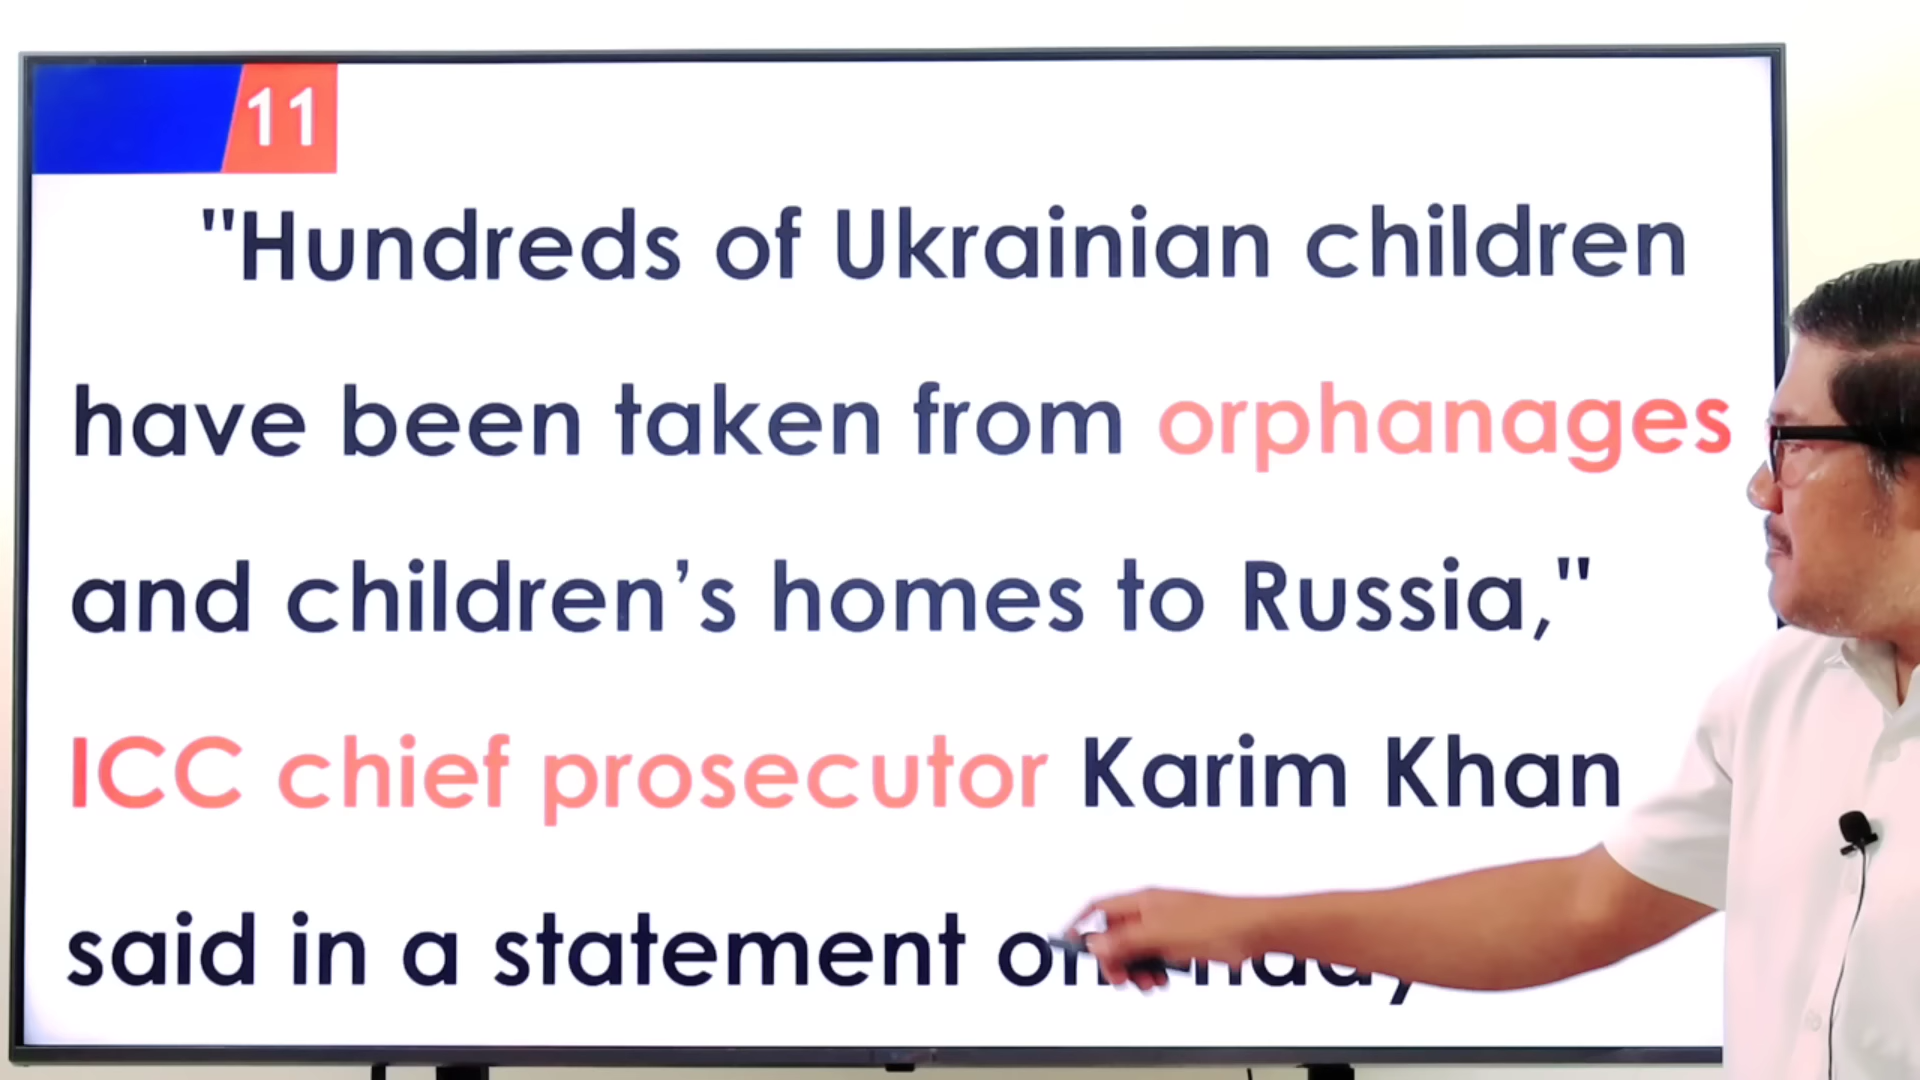 11
"Hundreds of Ukrainian children
have been taken from orphanages
and children's homes to Russia,"
ICC chief prosecutor Karim Khan
said in a statement on